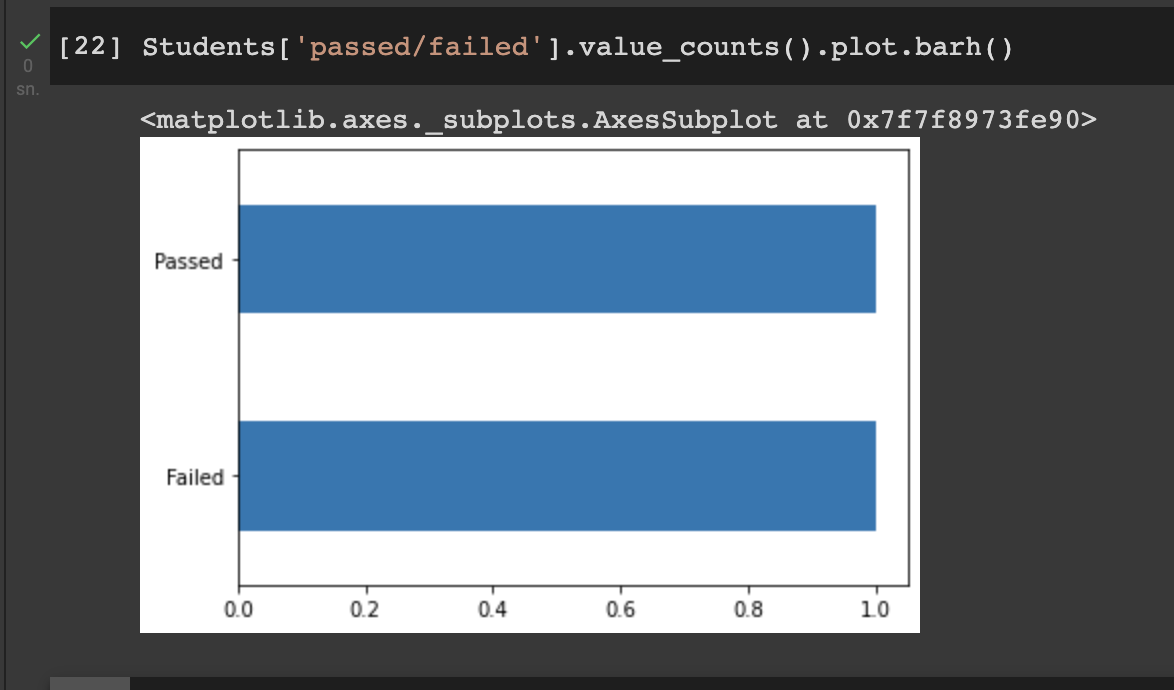 [22] Students['passed/failed'].value_counts().plot.barh()
0
sn.
<matplotlib.axes._subplots.AxesSubplot at 0x7f7f8973fe90>
Passed
Failed
0.0 0.2 0.4 0.6 0.8 1.0